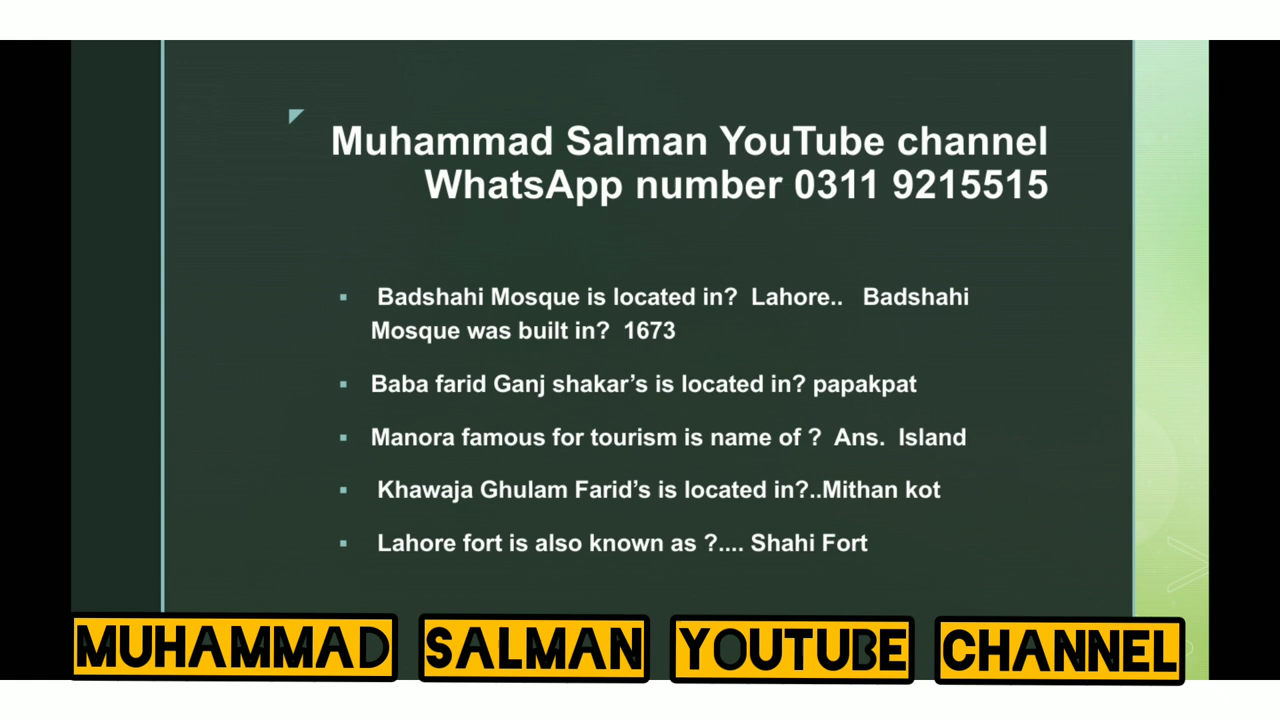 Muhammad Salman YouTube channel
WhatsApp number 0311 9215515
▪ Badshahi Mosque is located in? Lahore.. Badshahi
Mosque was built in? 1673
▪ Baba farid Ganj shakar’s is located in? papakpat
▪ Manora famous for tourism is name of ? Ans. Island
▪ Khawaja Ghulam Farid’s is located in?..Mithan kot
▪ Lahore fort is also known as ?.... Shahi Fort
MUHAMMAD SALMAN YOUTUBE CHANNEL